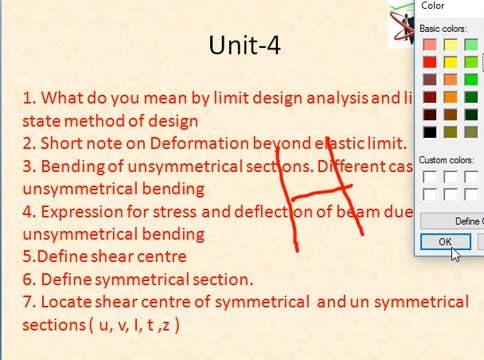 Color
Unit-4
Basic colors:
1. What do you mean by limit design analysis and li
state method of design
2. Short note on Deformation beyond elastic limit.
3. Bending of unsymmetrical sections. Different cas
unsymmetrical bending
4. Expression for stress and deflection of beam due
unsymmetrical bending
5.Define shear centre
6. Define symmetrical section.
7. Locate shear centre of symmetrical and un symmetrical
sections ( u, v, I, t ,z )
H
Custom colors:
Define C
OK